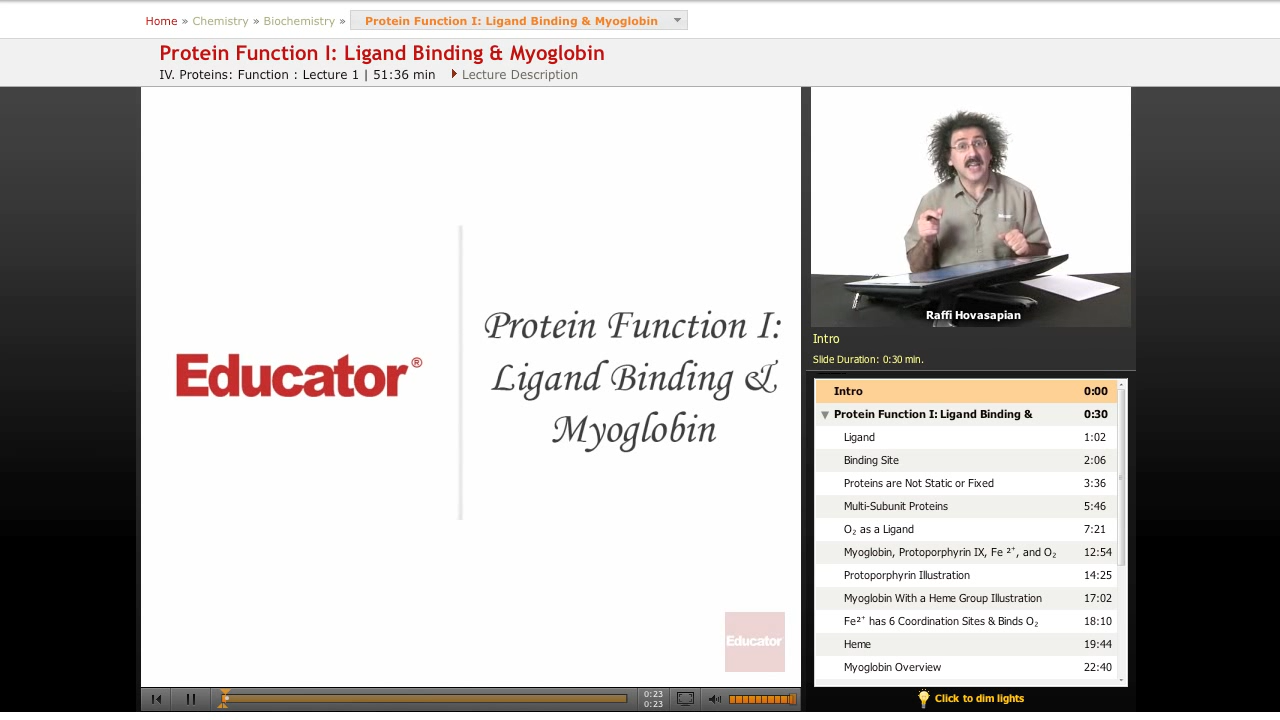 Home » Chemistry » Biochemistry » Protein Function I: Ligand Binding & Myoglobin
Protein Function I: Ligand Binding & Myoglobin
IV. Proteins: Function : Lecture 1 | 51:36 min Lecture Description
Educator®
Protein Function I:
Ligand Binding &
Myoglobin
Educator
Raffi Hovasapian
Intro
Slide Duration: 0:30 min.
Intro 0:00
Protein Function I: Ligand Binding & 0:30
Ligand 1:02
Binding Site 2:06
Proteins are Not Static or Fixed 3:36
Multi-Subunit Proteins 5:46
O₂ as a Ligand 7:21
Myoglobin, Protoporphyrin IX, Fe ²⁺, and O₂ 12:54
Protoporphyrin Illustration 14:25
Myoglobin With a Heme Group Illustration 17:02
Fe²⁺ has 6 Coordination Sites & Binds O₂ 18:10
Heme 19:44
Myoglobin Overview 22:40
0:23
0:23
Click to dim lights